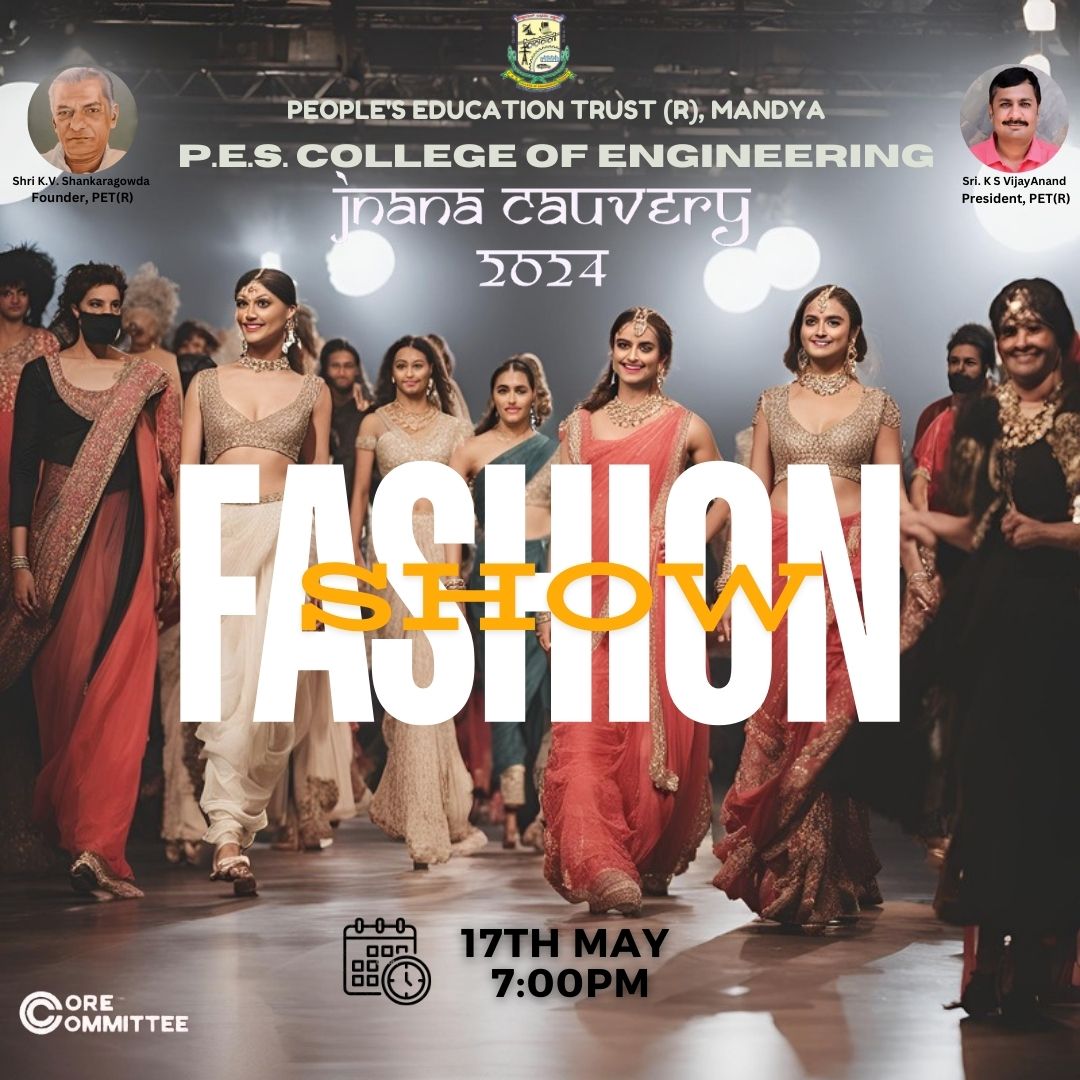 PEOPLE'S EDUCATION TRUST (R), MANDYA
P.E.S. COLLEGE OF ENGINEERING
Jnana Cauvery
2024
Shri K.V. Shankaragowda
Founder, PET(R)
Sri. K S VijayAnand
President, PET(R)
FASHION
SHOW
17TH MAY
7:00PM
CORE
COMMITTEE